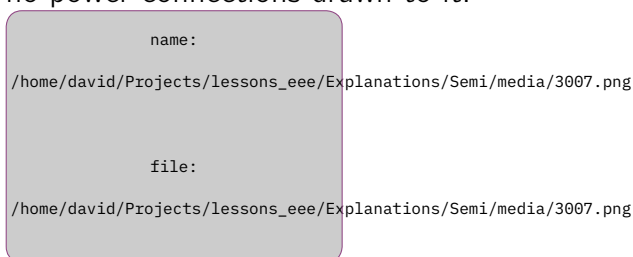 no power connections drawn to it.
name:
/home/david/Projects/lessons_eee/Explanations/Semi/media/3007.png
file:
/home/david/Projects/lessons_eee/Explanations/Semi/media/3007.png